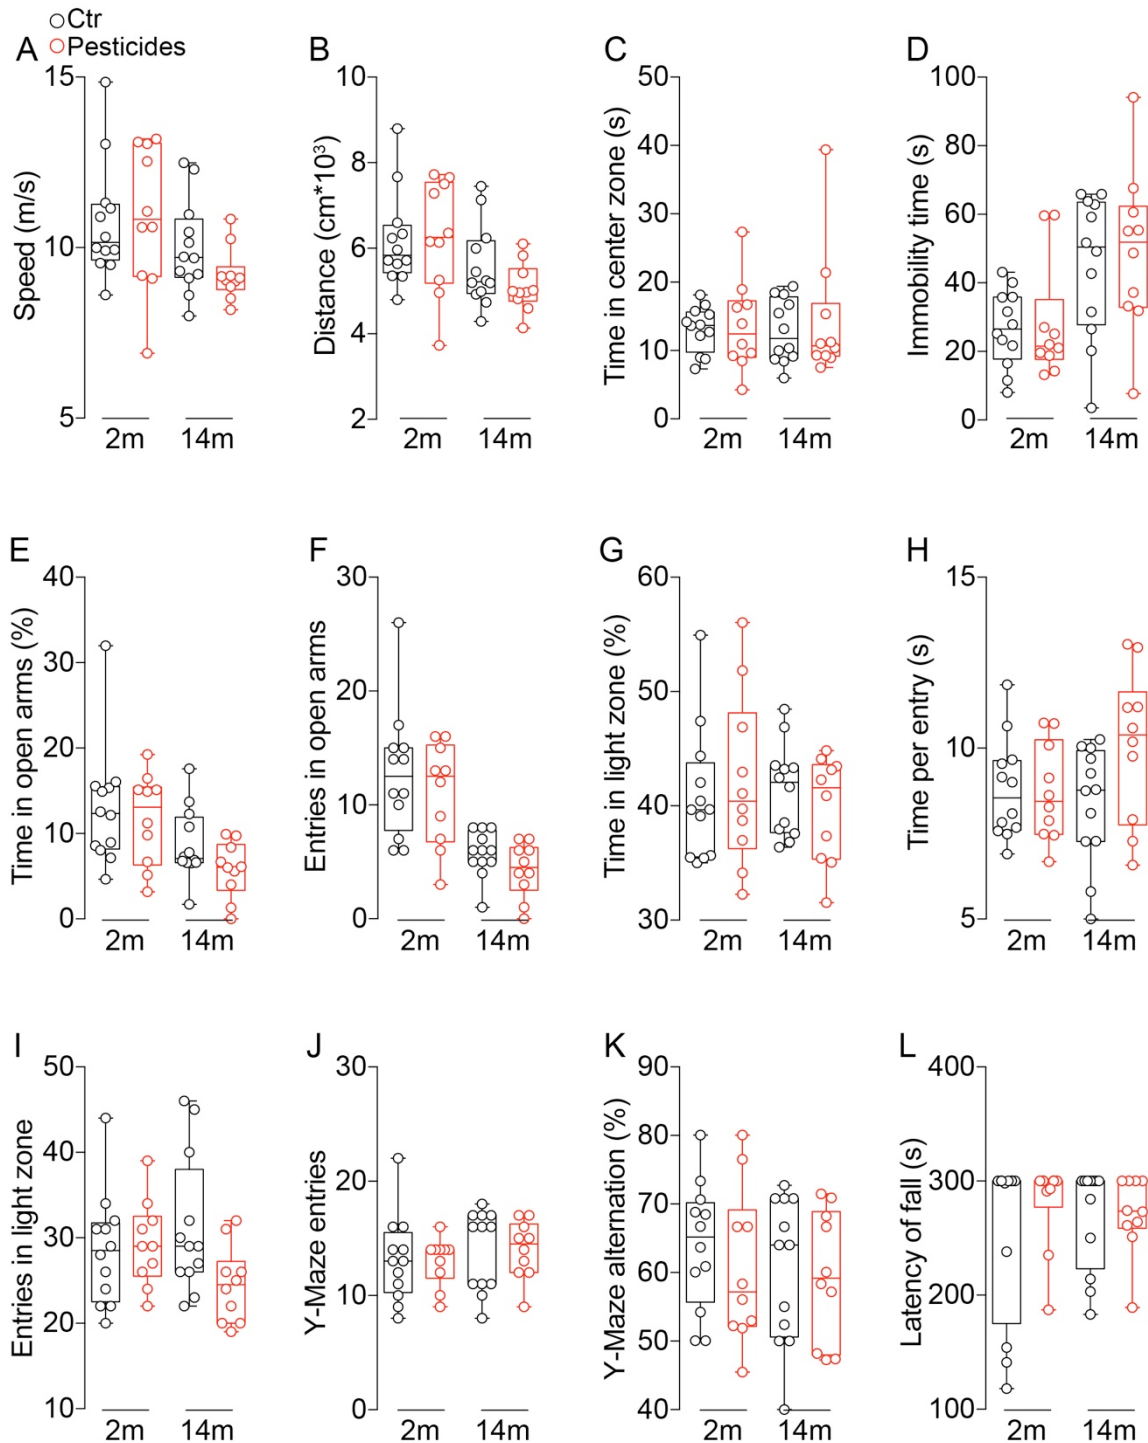 Ctr
Pesticides
A
B
C
D
15
10
5
Speed (m/s)
2m
14m
10
8
6
4
2
Distance (cm*10³)
2m
14m
50
40
30
20
10
0
Time in center zone (s)
2m
14m
100
80
60
40
20
0
Immobility time (s)
2m
14m
E
F
G
H
40
30
20
10
0
Time in open arms (%)
2m
14m
30
20
10
0
Entries in open arms
2m
14m
60
50
40
30
Time in light zone (%)
2m
14m
15
10
5
Time per entry (s)
2m
14m
I
J
K
L
50
40
30
20
10
Entries in light zone
2m
14m
30
20
10
0
Y-Maze entries
2m
14m
90
80
70
60
50
40
Y-Maze alternation (%)
2m
14m
400
300
200
100
Latency of fall (s)
2m
14m